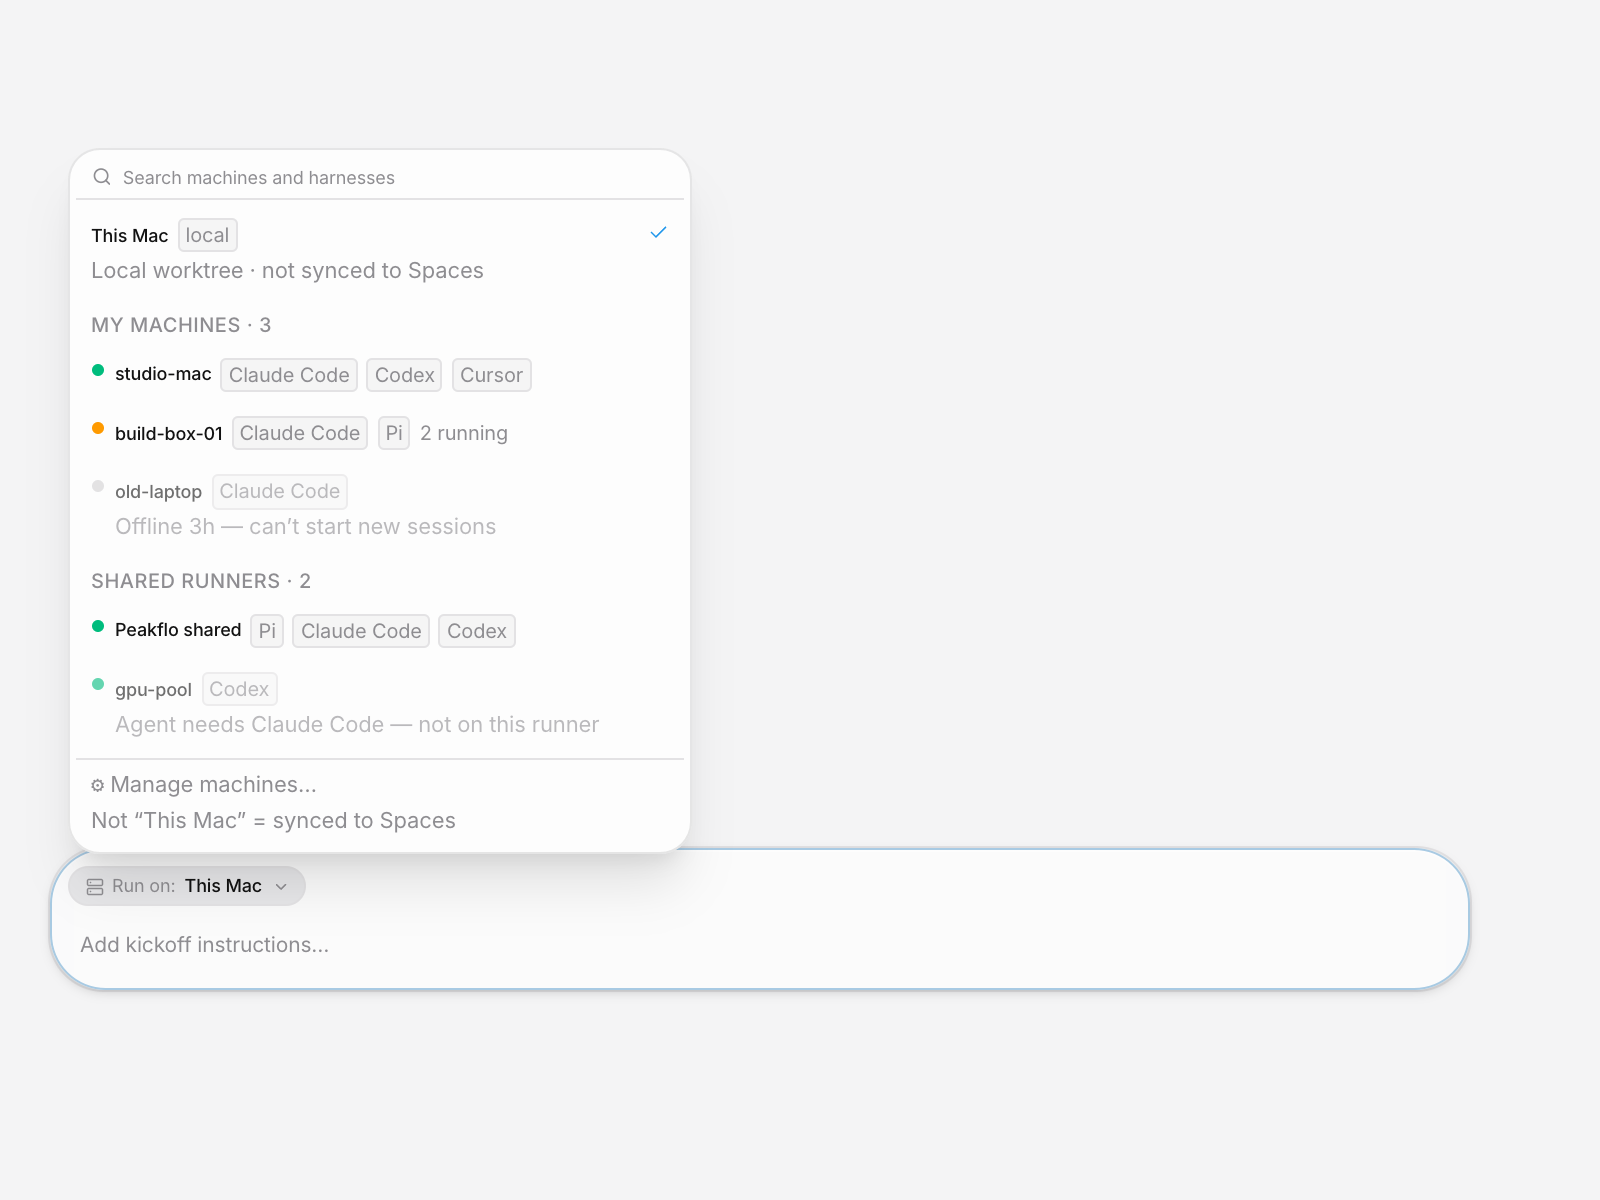 Search machines and harnesses
This Mac local
Local worktree · not synced to Spaces
MY MACHINES · 3
studio-mac Claude Code Codex Cursor
build-box-01 Claude Code Pi 2 running
old-laptop Claude Code
Offline 3h — can’t start new sessions
SHARED RUNNERS · 2
Peakflo shared Pi Claude Code Codex
gpu-pool Codex
Agent needs Claude Code — not on this runner
⚙ Manage machines...
Not “This Mac” = synced to Spaces
Run on: This Mac
Add kickoff instructions...